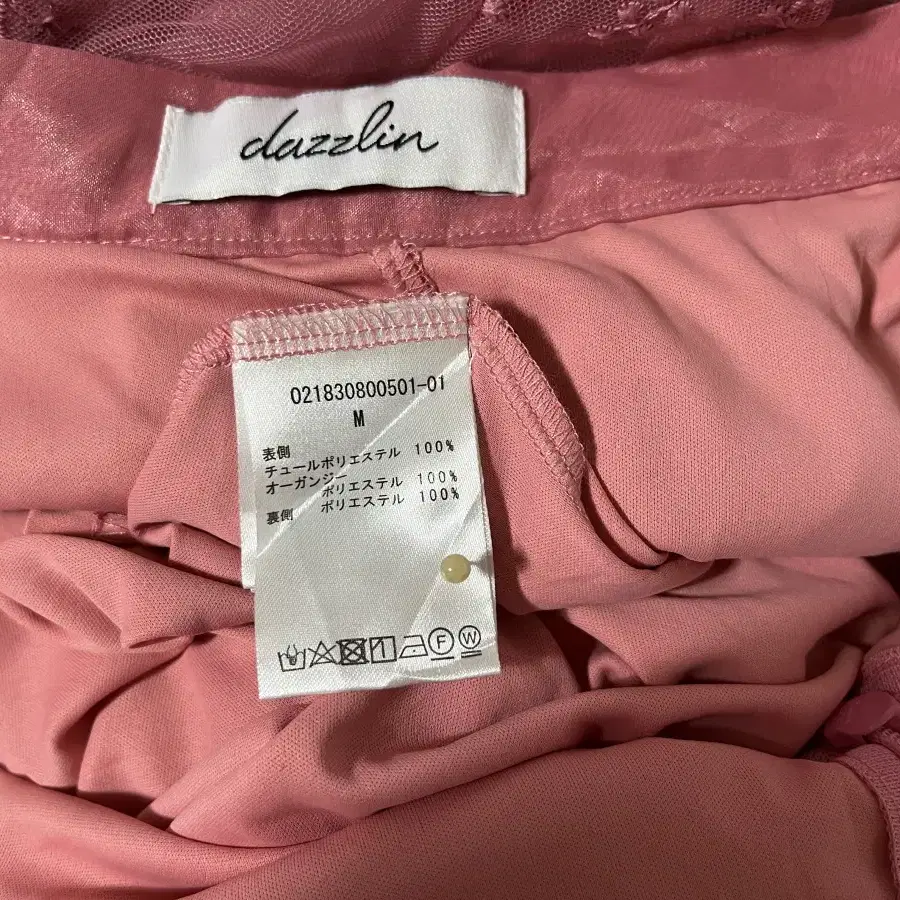 dazzlin
021830800501-01
M
表側
チュールポリエステル 100%
オーガンジー
ポリエステル 100%
裏側 ポリエステル 100%
F W